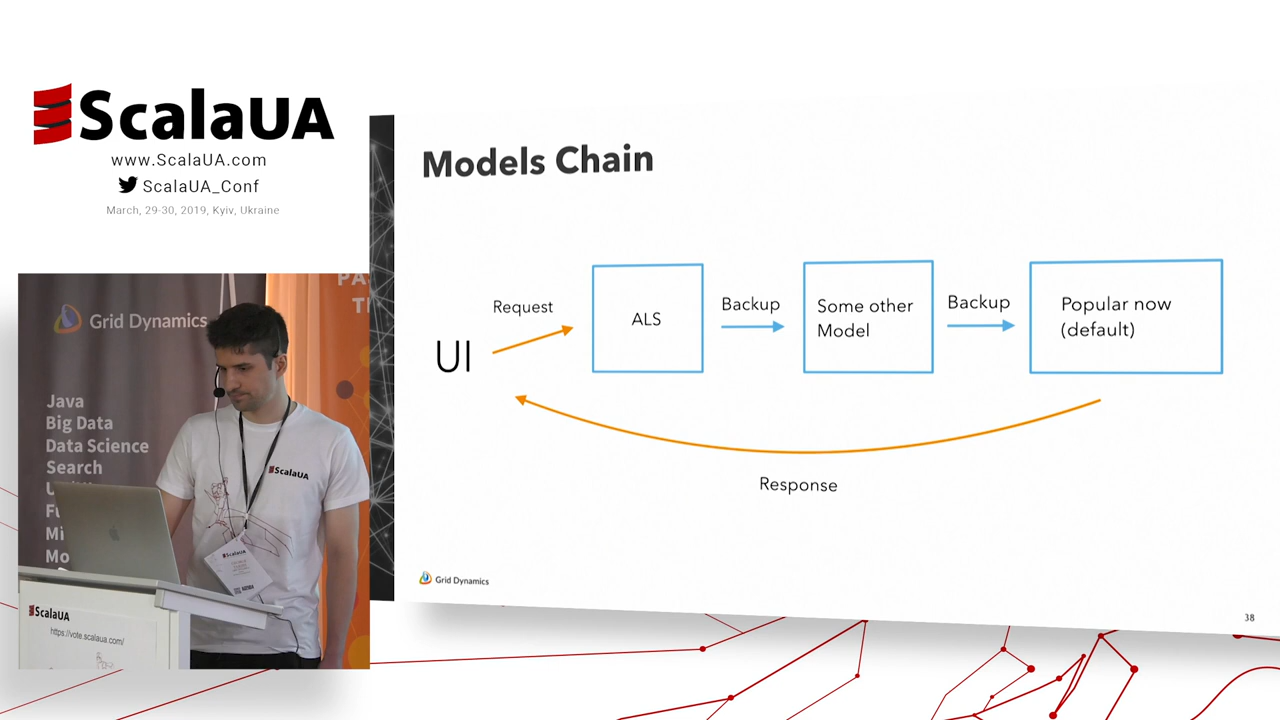 ScalaUA
www.ScalaUA.com
ScalaUA_Conf
March, 29-30, 2019, Kyiv, Ukraine
Grid Dynamics
Java
Big Data
Data Science
Search
Mi
Mo
ScalaUA
ScalaUA
ScalaUA
https://vote.scalaua.com/
Models Chain
UI
Request
ALS
Backup
Some other
Model
Backup
Popular now
(default)
Response
Grid Dynamics
38